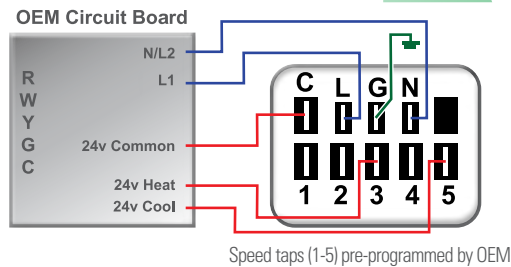 OEM Circuit Board
N/L2
L1
R
W
Y
G
C
24v Common
24v Heat
24v Cool
C L G N
1 2 3 4 5
Speed taps (1-5) pre-programmed by OEM